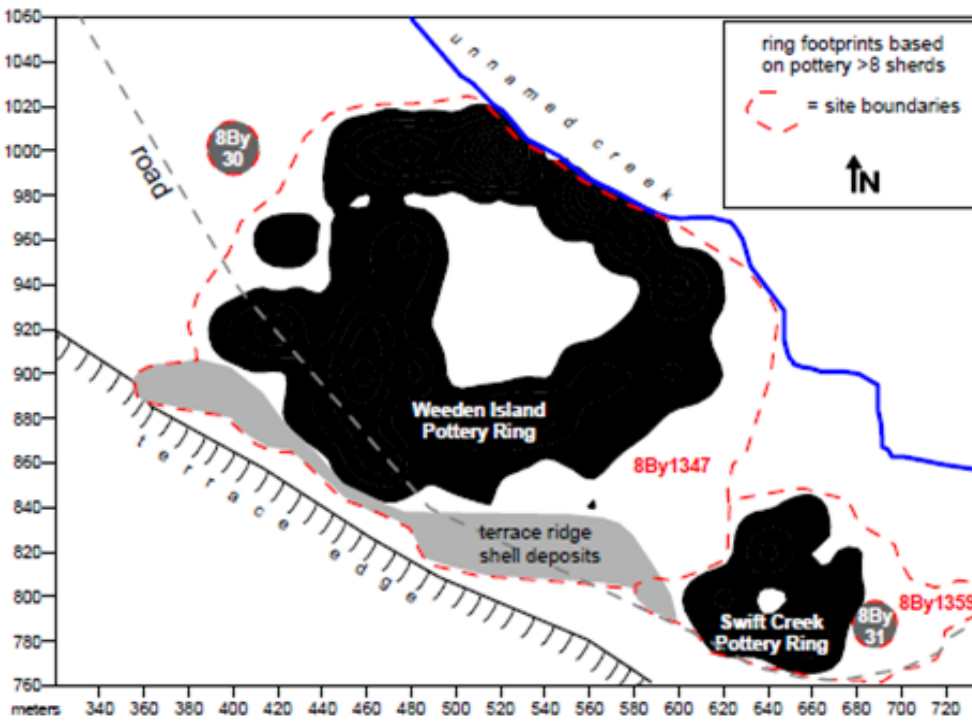 1060
1040
1020
1000
980
960
940
920
900
880
860
840
820
800
780
760
meters 340 360 380 400 420 440 460 480 500 520 540 560 580 600 620 640 660 680 700 720
ring footprints based
on pottery >8 sherds
= site boundaries
N
unnamed creek
road
8By
30
Weeden Island
Pottery Ring
8By1347
terrace edge
terrace ridge
shell deposits
8By1359
8By
31
Swift Creek
Pottery Ring